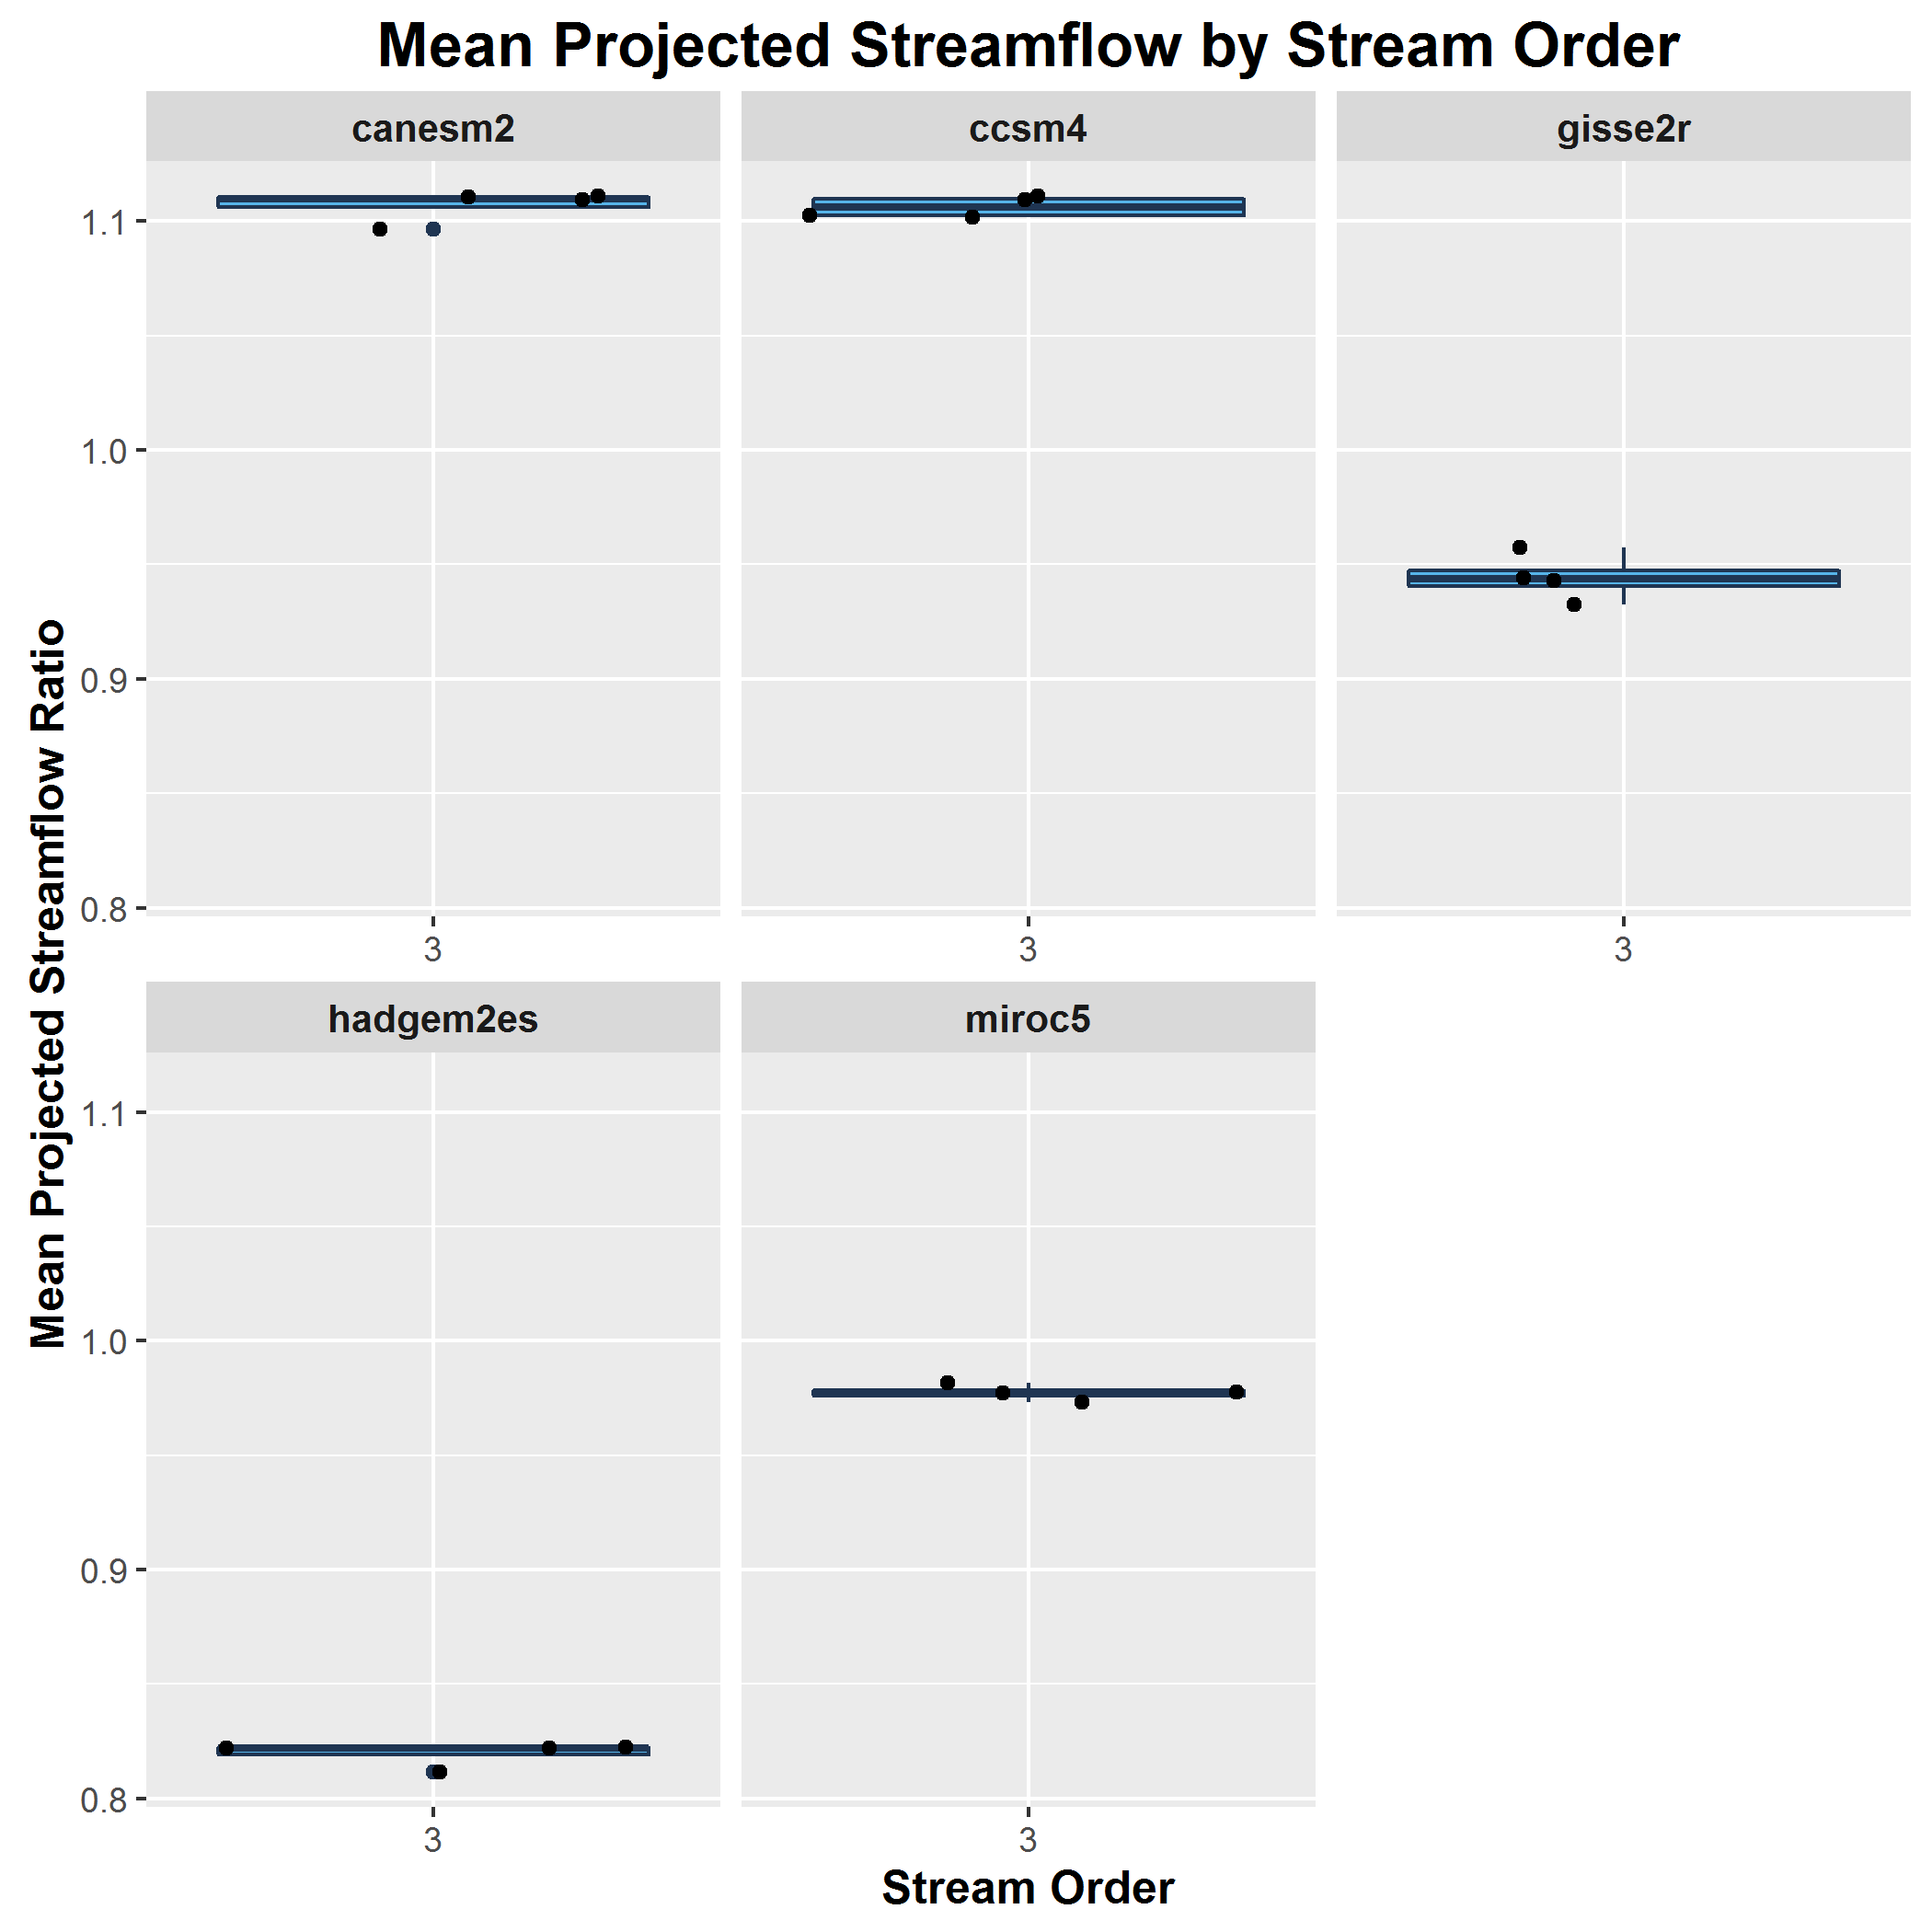 Mean Projected Streamflow by Stream Order
canesm2
ccsm4
gisse2r
1.1
1.0
0.9
0.8
3
3
3
Mean Projected Streamflow Ratio
hadgem2es
miroc5
1.1
1.0
0.9
0.8
3
3
Stream Order